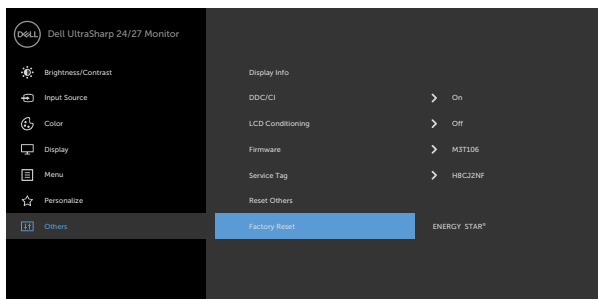 DELL Dell UltraSharp 24/27 Monitor
Brightness/Contrast Display Info
Input Source DDC/CI On
Color LCD Conditioning Off
Display Firmware M3T106
Menu Service Tag H8CJ2NF
Personalize Reset Others
Others Factory Reset ENERGY STAR®